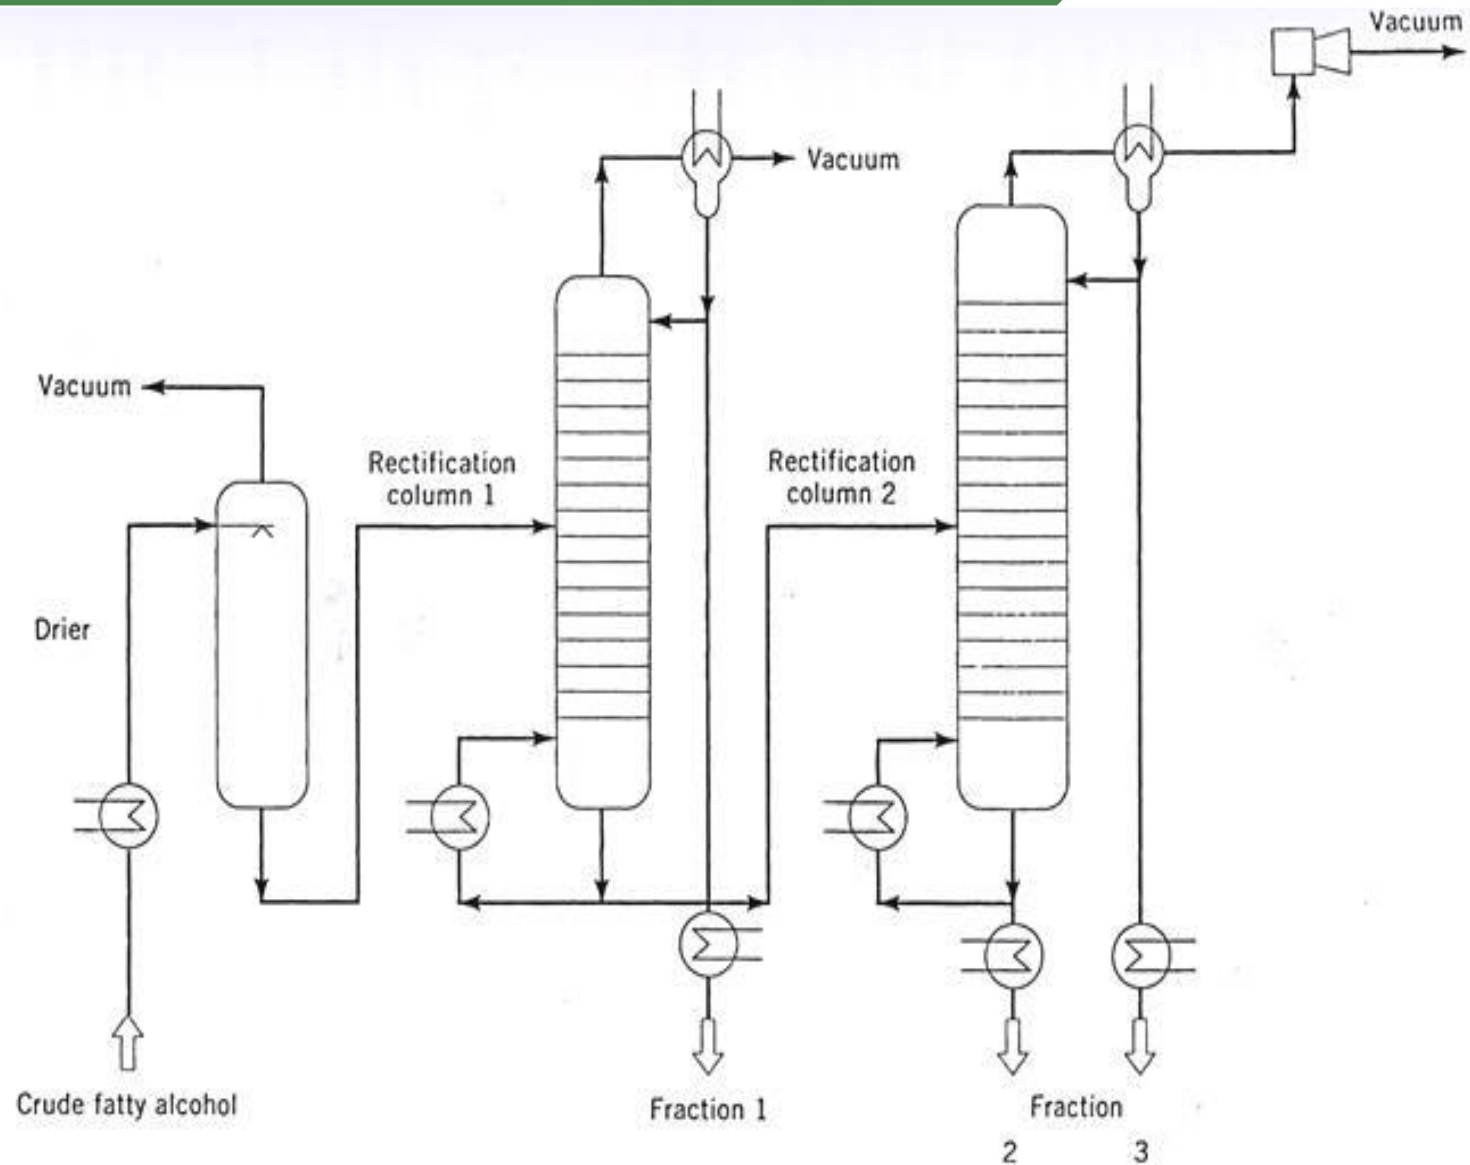 Vacuum
Vacuum
Vacuum
Rectification
column 1
Rectification
column 2
Drier
Crude fatty alcohol
Fraction 1
Fraction
2
3